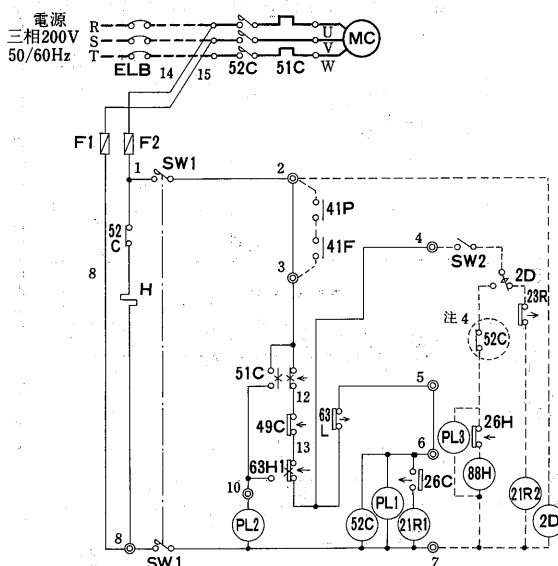 電源
三相200V
50/60Hz
R
S
T
ELB
14
15
52C
51C
U
V
W
MC
F1
F2
1
SW1
2
41P
41F
3
52
C
8
H
4
SW2
2D
23R
注4
52C
51C
12
5
49C
63
L
13
6
26H
PL3
63H1
10
26C
88H
PL2
52C
PL1
21R1
21R2
2D
8
SW1
7